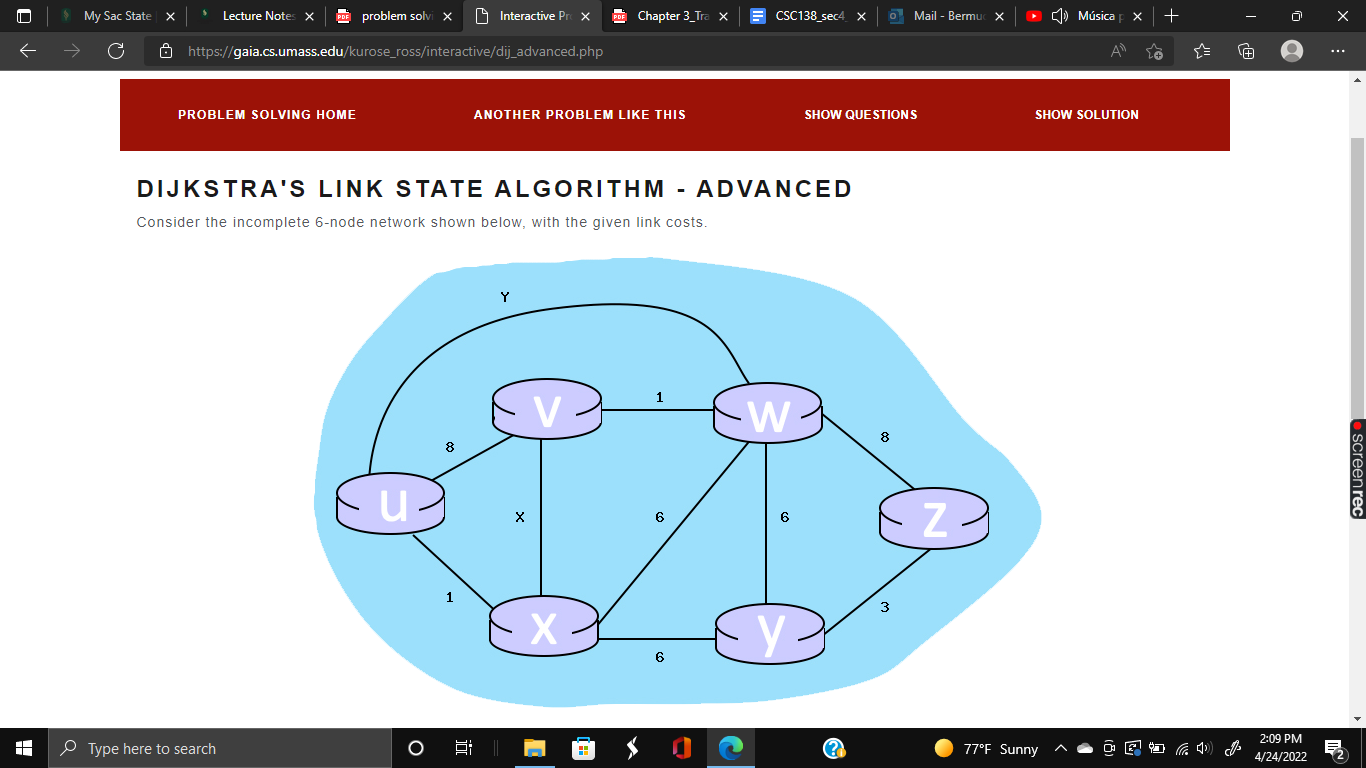 My Sac State
Lecture Notes
problem solvi
Interactive Pr
Chapter 3_Tra
CSC138_sec4_
Mail - Bermu
Música p
https://gaia.cs.umass.edu/kurose_ross/interactive/dij_advanced.php
PROBLEM SOLVING HOME
ANOTHER PROBLEM LIKE THIS
SHOW QUESTIONS
SHOW SOLUTION
DIJKSTRA'S LINK STATE ALGORITHM - ADVANCED
Consider the incomplete 6-node network shown below, with the given link costs.
Y
v
1
w
8
8
u
X
6
6
z
1
x
y
3
6
screenrec
Type here to search
77°F Sunny
2:09 PM
4/24/2022
2